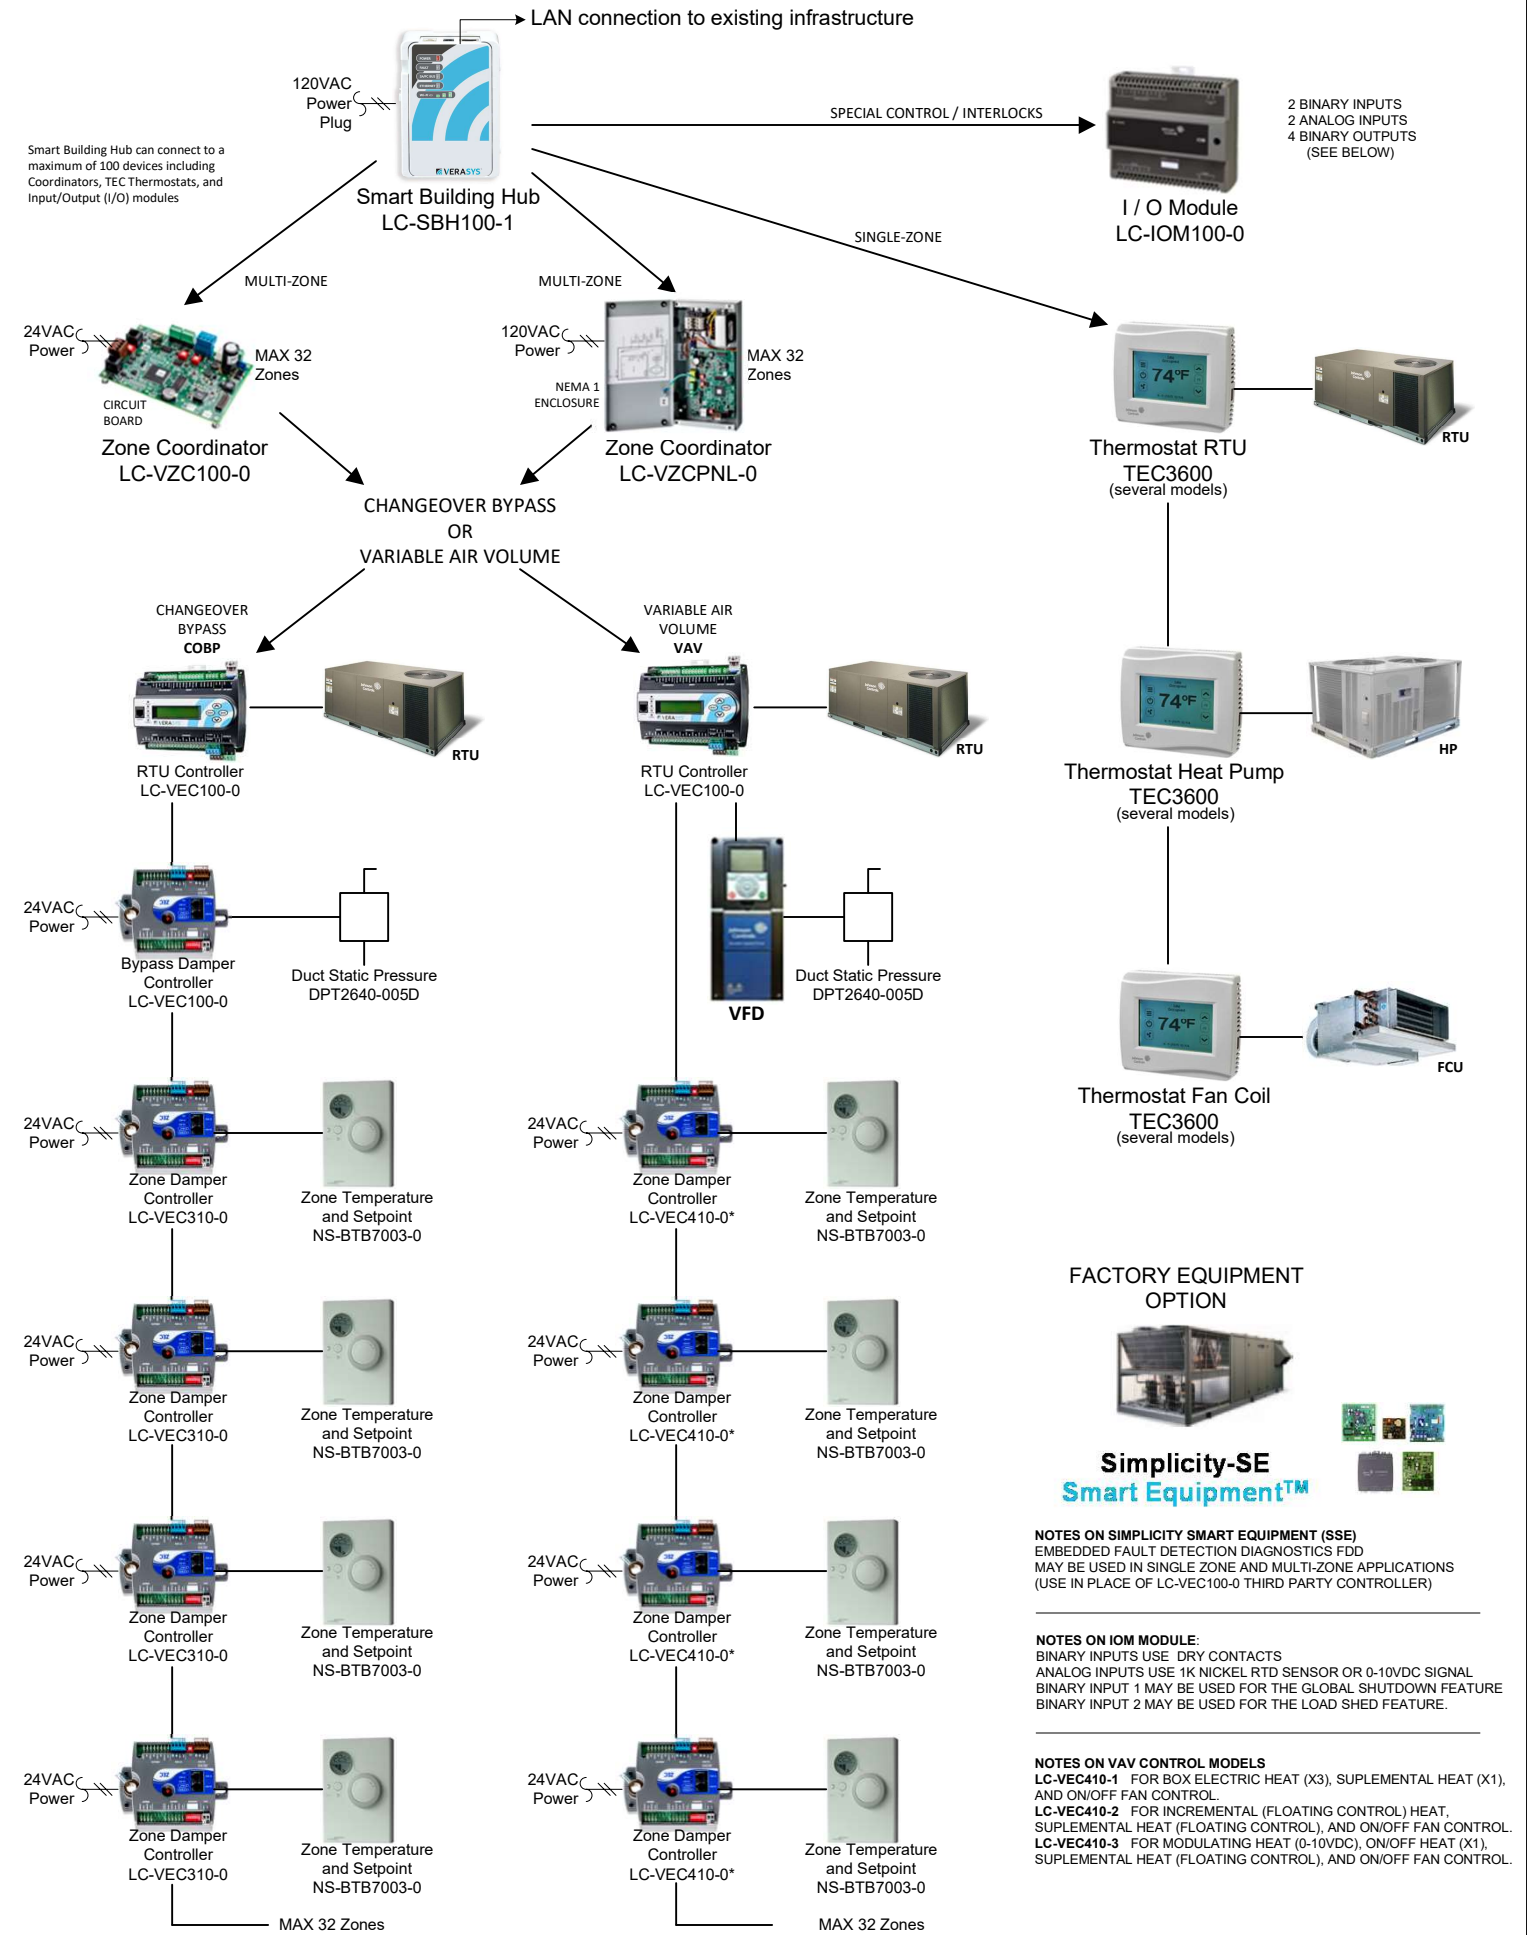 LAN connection to existing infrastructure
120VAC
Power
Plug
VERASYS
Smart Building Hub
LC-SBH100-1
Smart Building Hub can connect to a
maximum of 100 devices including
Coordinators, TEC Thermostats, and
Input/Output (I/O) modules
SPECIAL CONTROL / INTERLOCKS
2 BINARY INPUTS
2 ANALOG INPUTS
4 BINARY OUTPUTS
(SEE BELOW)
I / O Module
LC-IOM100-0
SINGLE-ZONE
MULTI-ZONE
MULTI-ZONE
24VAC
Power
MAX 32
Zones
CIRCUIT
BOARD
Zone Coordinator
LC-VZC100-0
120VAC
Power
NEMA 1
ENCLOSURE
MAX 32
Zones
Zone Coordinator
LC-VZCPNL-0
74°F
RTU
Thermostat RTU
TEC3600
(several models)
CHANGEOVER BYPASS
OR
VARIABLE AIR VOLUME
CHANGEOVER
BYPASS
COBP
VARIABLE AIR
VOLUME
VAV
VERASYS
RTU
RTU Controller
LC-VEC100-0
VERASYS
RTU
RTU Controller
LC-VEC100-0
74°F
HP
Thermostat Heat Pump
TEC3600
(several models)
24VAC
Power
Bypass Damper
Controller
LC-VEC100-0
Duct Static Pressure
DPT2640-005D
Johnson
Controls
VFD
Duct Static Pressure
DPT2640-005D
74°F
FCU
Thermostat Fan Coil
TEC3600
(several models)
24VAC
Power
Zone Damper
Controller
LC-VEC310-0
Zone Temperature
and Setpoint
NS-BTB7003-0
24VAC
Power
Zone Damper
Controller
LC-VEC410-0*
Zone Temperature
and Setpoint
NS-BTB7003-0
24VAC
Power
Zone Damper
Controller
LC-VEC310-0
Zone Temperature
and Setpoint
NS-BTB7003-0
24VAC
Power
Zone Damper
Controller
LC-VEC410-0*
Zone Temperature
and Setpoint
NS-BTB7003-0
24VAC
Power
Zone Damper
Controller
LC-VEC310-0
Zone Temperature
and Setpoint
NS-BTB7003-0
24VAC
Power
Zone Damper
Controller
LC-VEC410-0*
Zone Temperature
and Setpoint
NS-BTB7003-0
24VAC
Power
Zone Damper
Controller
LC-VEC310-0
Zone Temperature
and Setpoint
NS-BTB7003-0
24VAC
Power
Zone Damper
Controller
LC-VEC410-0*
Zone Temperature
and Setpoint
NS-BTB7003-0
MAX 32 Zones
MAX 32 Zones
FACTORY EQUIPMENT
OPTION
Simplicity-SE
Smart Equipment™
NOTES ON SIMPLICITY SMART EQUIPMENT (SSE)
EMBEDDED FAULT DETECTION DIAGNOSTICS FDD
MAY BE USED IN SINGLE ZONE AND MULTI-ZONE APPLICATIONS
(USE IN PLACE OF LC-VEC100-0 THIRD PARTY CONTROLLER)
NOTES ON IOM MODULE:
BINARY INPUTS USE DRY CONTACTS
ANALOG INPUTS USE 1K NICKEL RTD SENSOR OR 0-10VDC SIGNAL
BINARY INPUT 1 MAY BE USED FOR THE GLOBAL SHUTDOWN FEATURE
BINARY INPUT 2 MAY BE USED FOR THE LOAD SHED FEATURE.
NOTES ON VAV CONTROL MODELS
LC-VEC410-1 FOR BOX ELECTRIC HEAT (X3), SUPLEMENTAL HEAT (X1),
AND ON/OFF FAN CONTROL.
LC-VEC410-2 FOR INCREMENTAL (FLOATING CONTROL) HEAT,
SUPLEMENTAL HEAT (FLOATING CONTROL), AND ON/OFF FAN CONTROL.
LC-VEC410-3 FOR MODULATING HEAT (0-10VDC), ON/OFF HEAT (X1),
SUPLEMENTAL HEAT (FLOATING CONTROL), AND ON/OFF FAN CONTROL.